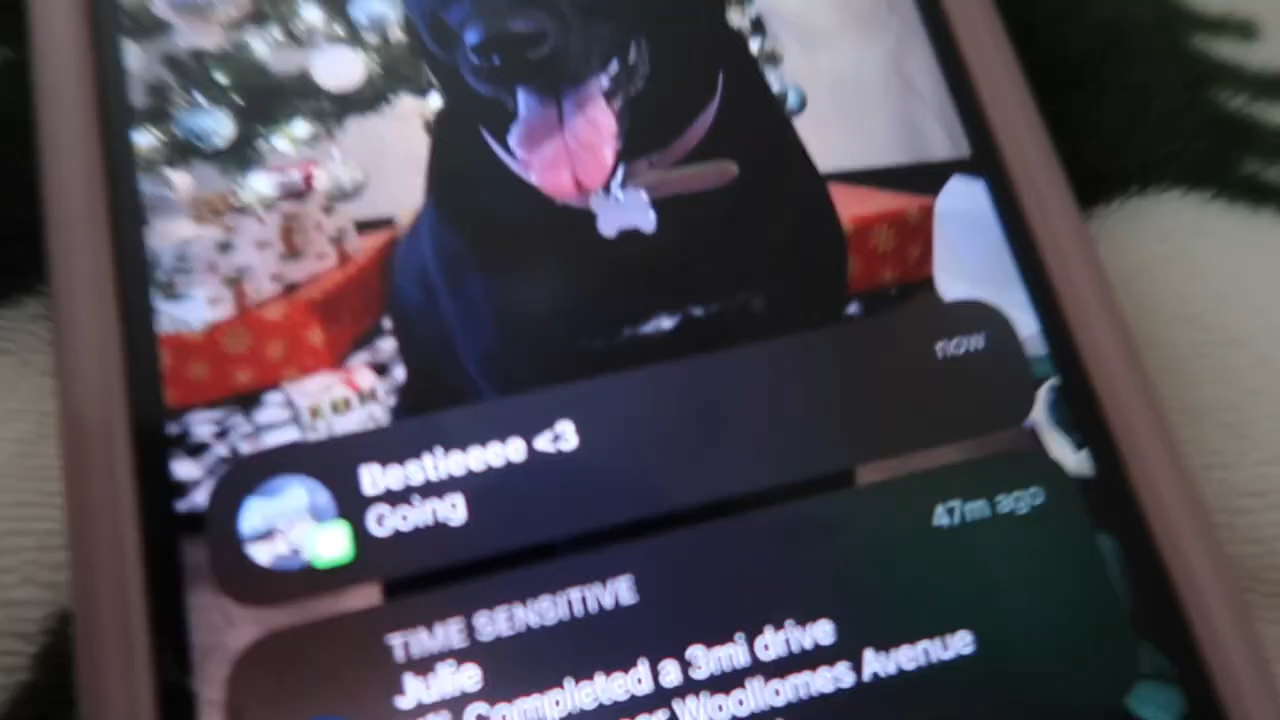 now
Bestieeee <3
Going
47m ago
TIME SENSITIVE
Julie
Completed a 3mi drive
Woollomes Avenue